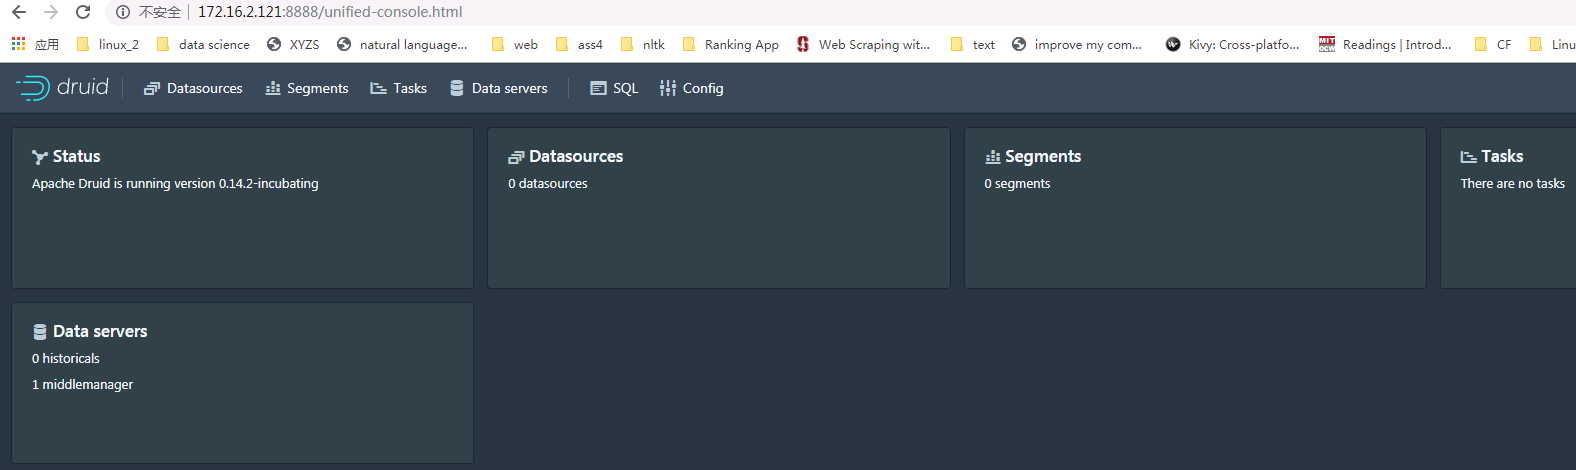 不安全 172.16.2.121:8888/unified-console.html
应用 linux_2 data science XYZS natural language... web ass4 nltk Ranking App Web Scraping wit... text improve my com... Kivy: Cross-platfo... MIT OCW Readings | Introd... CF Linu
druid Datasources Segments Tasks Data servers SQL Config
Status Datasources Segments Tasks
Apache Druid is running version 0.14.2-incubating 0 datasources 0 segments There are no tasks
Data servers
0 historicals
1 middlemanager